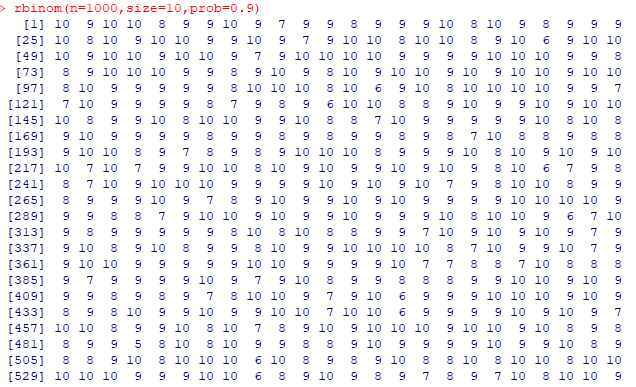 > rbinom(n=1000,size=10,prob=0.9)
[1] 10 9 10 10 8 9 9 10 9 7 9 9 8 9 9 9 10 8 10 9 8 9 9 9
[25] 10 8 10 9 10 10 9 9 10 9 7 9 10 10 8 10 10 8 9 10 6 9 10 10
[49] 10 9 10 10 9 10 10 9 7 9 10 10 10 10 9 9 9 9 10 10 10 9 9 8
[73] 8 9 10 10 10 9 9 8 9 10 9 8 10 9 10 10 9 10 9 10 10 9 10 10
[97] 8 10 9 9 9 9 9 8 10 10 10 8 10 6 9 10 8 10 10 10 10 9 9 7
[121] 7 10 9 9 9 9 8 7 9 8 9 6 10 10 8 8 9 10 9 9 10 9 10 10
[145] 10 8 9 9 10 8 10 10 9 9 10 8 8 7 10 9 9 9 9 9 10 8 10 8
[169] 9 10 9 9 9 9 8 9 9 8 9 8 9 9 8 9 8 7 10 8 8 9 8 8
[193] 9 10 10 8 9 7 8 9 8 9 10 10 10 8 9 9 9 10 8 10 9 10 9 10
[217] 10 7 10 7 9 9 10 10 8 10 9 10 9 9 10 9 10 9 8 10 6 7 9 8
[241] 8 7 10 9 10 10 10 9 9 9 9 10 9 10 9 10 7 9 8 10 10 8 9 9
[265] 8 9 9 9 10 9 7 8 9 10 9 9 10 9 10 9 9 9 9 10 10 10 10 9
[289] 9 9 8 8 7 9 10 10 9 10 9 9 10 9 9 9 10 8 10 10 9 6 7 10
[313] 9 8 9 9 9 9 9 8 10 8 10 8 8 9 9 7 10 9 10 9 10 9 7 9
[337] 9 10 8 9 10 8 9 9 8 10 9 9 10 10 10 10 8 7 10 9 9 10 7 9
[361] 9 10 10 9 9 9 9 9 10 10 9 9 9 9 10 7 7 8 8 7 10 8 8 8
[385] 9 7 9 9 9 9 10 9 7 9 10 8 9 9 8 8 8 9 9 10 10 9 10 9
[409] 9 9 8 9 8 9 7 8 10 10 9 7 9 10 6 9 9 9 10 10 10 9 10 9
[433] 8 9 8 10 9 9 10 9 9 10 10 7 10 10 6 9 9 9 9 10 9 10 9 7
[457] 10 10 8 9 9 10 8 10 7 8 9 10 9 10 10 10 9 10 10 9 10 8 9 8
[481] 8 9 9 5 8 10 8 10 9 9 8 8 9 10 9 9 9 9 10 9 9 10 8 9
[505] 8 8 9 10 8 10 10 10 6 10 8 9 8 9 10 8 8 10 8 10 10 8 10 10
[529] 10 10 10 9 9 9 10 10 6 8 9 10 9 8 9 7 8 9 7 10 8 10 10 9